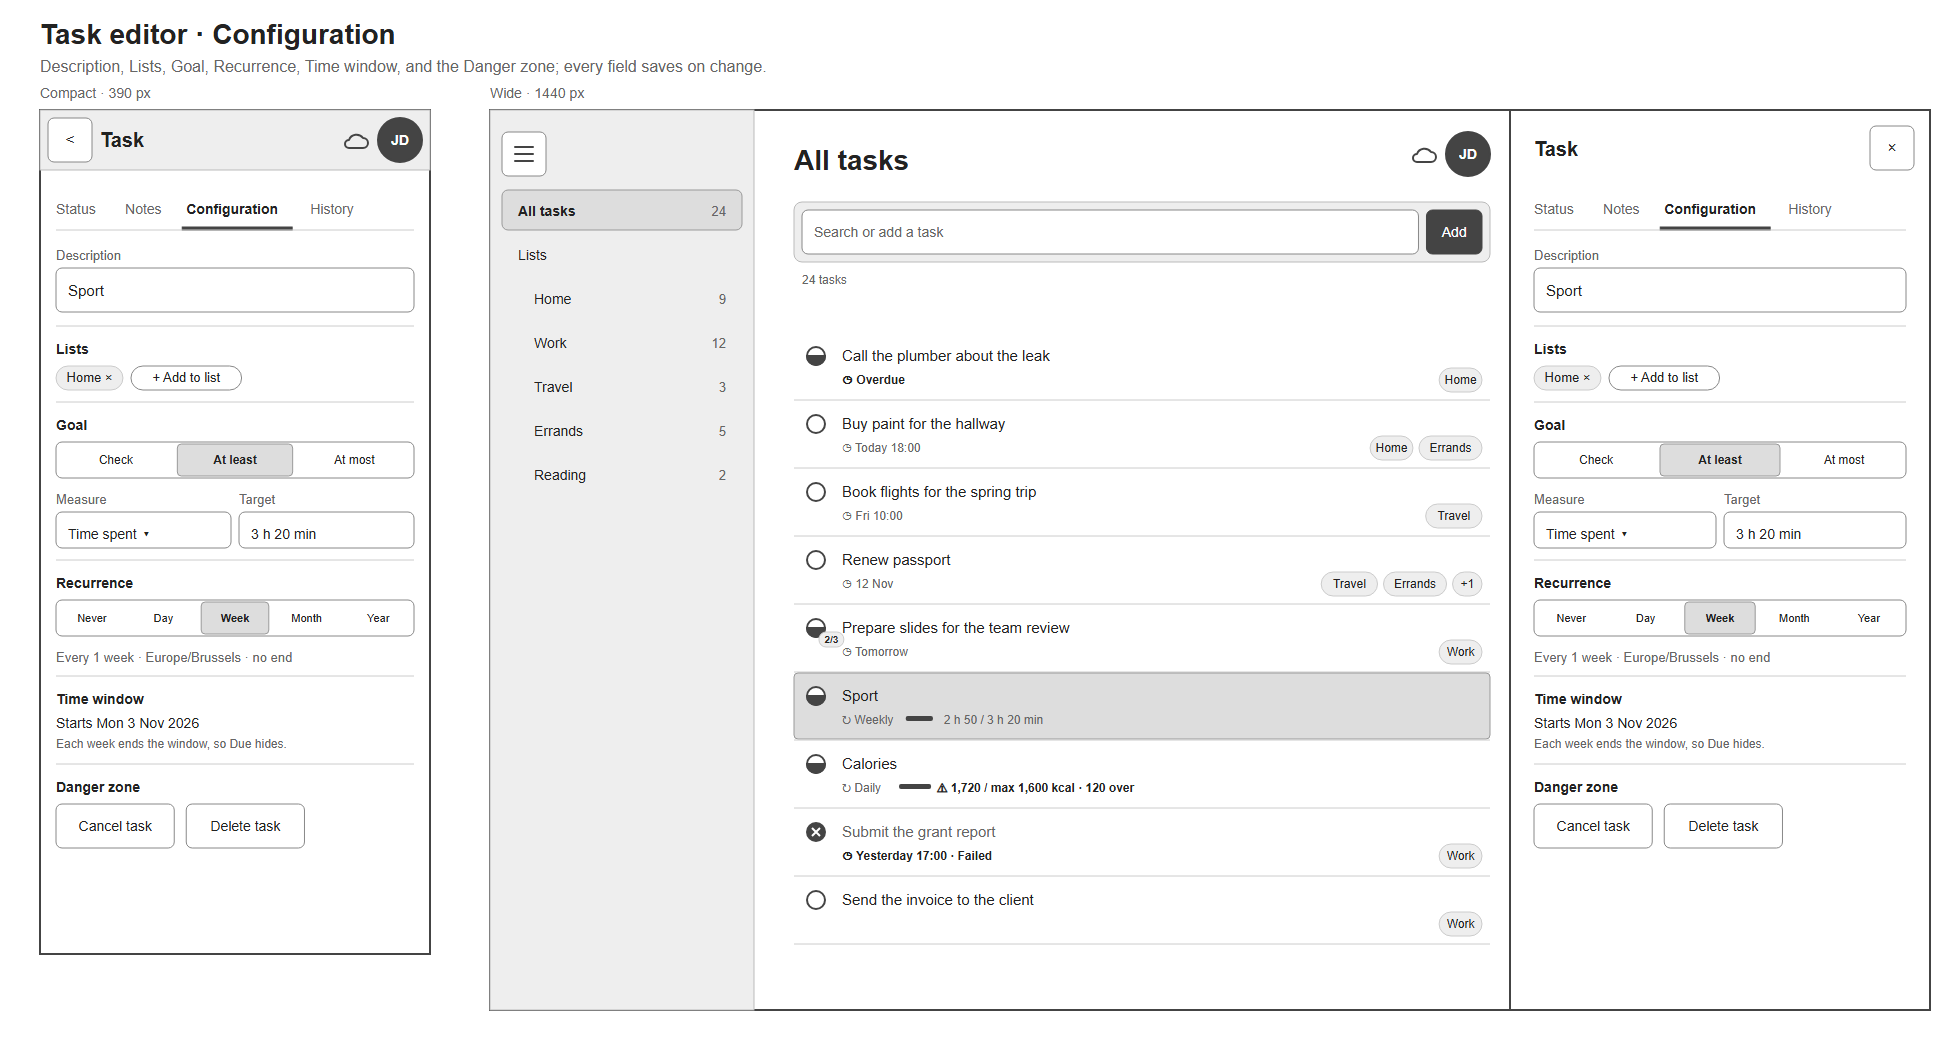 Task editor · Configuration
Description, Lists, Goal, Recurrence, Time window, and the Danger zone; every field saves on change.
Compact · 390 px
< Task JD
Status Notes Configuration History
Description
Sport
Lists
Home × + Add to list
Goal
Check At least At most
Measure Target
Time spent ▾ 3 h 20 min
Recurrence
Never Day Week Month Year
Every 1 week · Europe/Brussels · no end
Time window
Starts Mon 3 Nov 2026
Each week ends the window, so Due hides.
Danger zone
Cancel task Delete task
Wide · 1440 px
All tasks 24
Lists
Home 9
Work 12
Travel 3
Errands 5
Reading 2
All tasks JD
Search or add a task Add
24 tasks
Call the plumber about the leak
Overdue Home
Buy paint for the hallway
Today 18:00 Home Errands
Book flights for the spring trip
Fri 10:00 Travel
Renew passport
12 Nov Travel Errands +1
Prepare slides for the team review
2/3 Tomorrow Work
Sport
↻ Weekly 2 h 50 / 3 h 20 min
Calories
↻ Daily ⚠ 1,720 / max 1,600 kcal · 120 over
Submit the grant report
Yesterday 17:00 · Failed Work
Send the invoice to the client
Work
Task ×
Status Notes Configuration History
Description
Sport
Lists
Home × + Add to list
Goal
Check At least At most
Measure Target
Time spent ▾ 3 h 20 min
Recurrence
Never Day Week Month Year
Every 1 week · Europe/Brussels · no end
Time window
Starts Mon 3 Nov 2026
Each week ends the window, so Due hides.
Danger zone
Cancel task Delete task